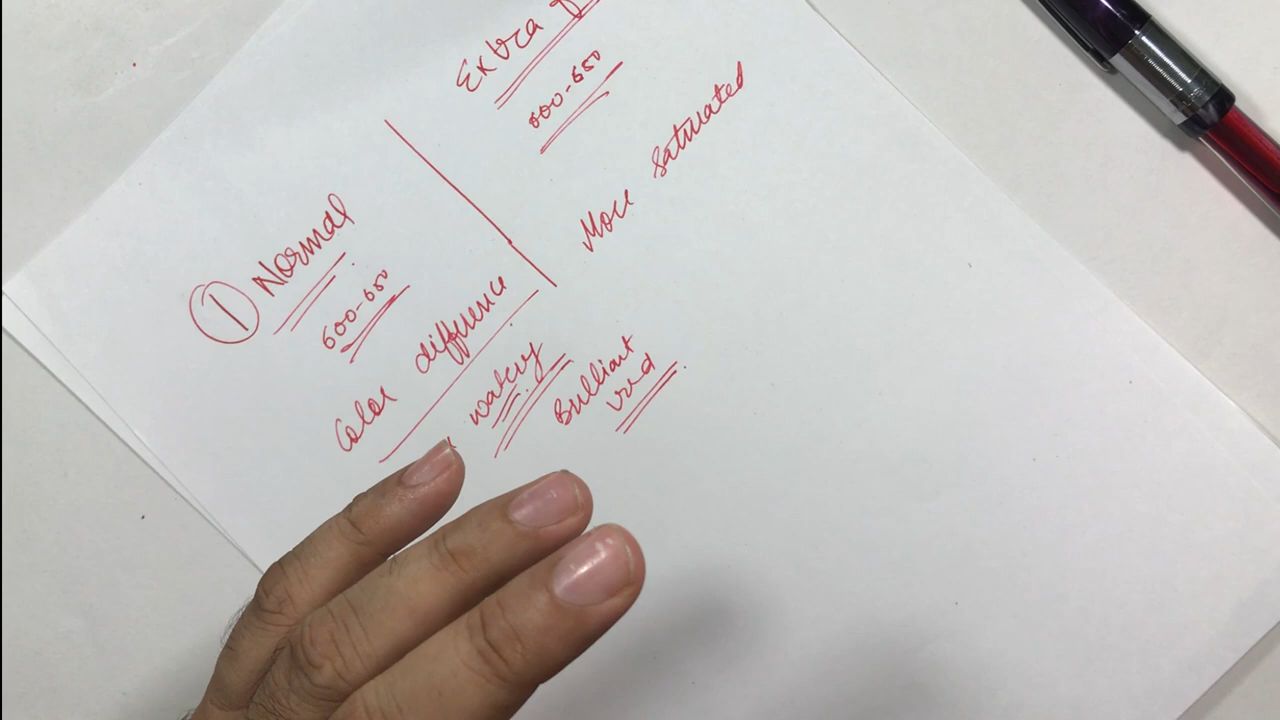 Extra
600-650
① Normal
600-650
More saturated
Color difference
watery
Brilliant
red